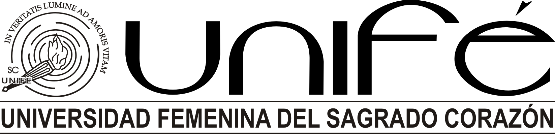 IN VERITATIS LUMINE AD AMORIS VITAM
SC
UNIFÉ
unifé
UNIVERSIDAD FEMENINA DEL SAGRADO CORAZÓN